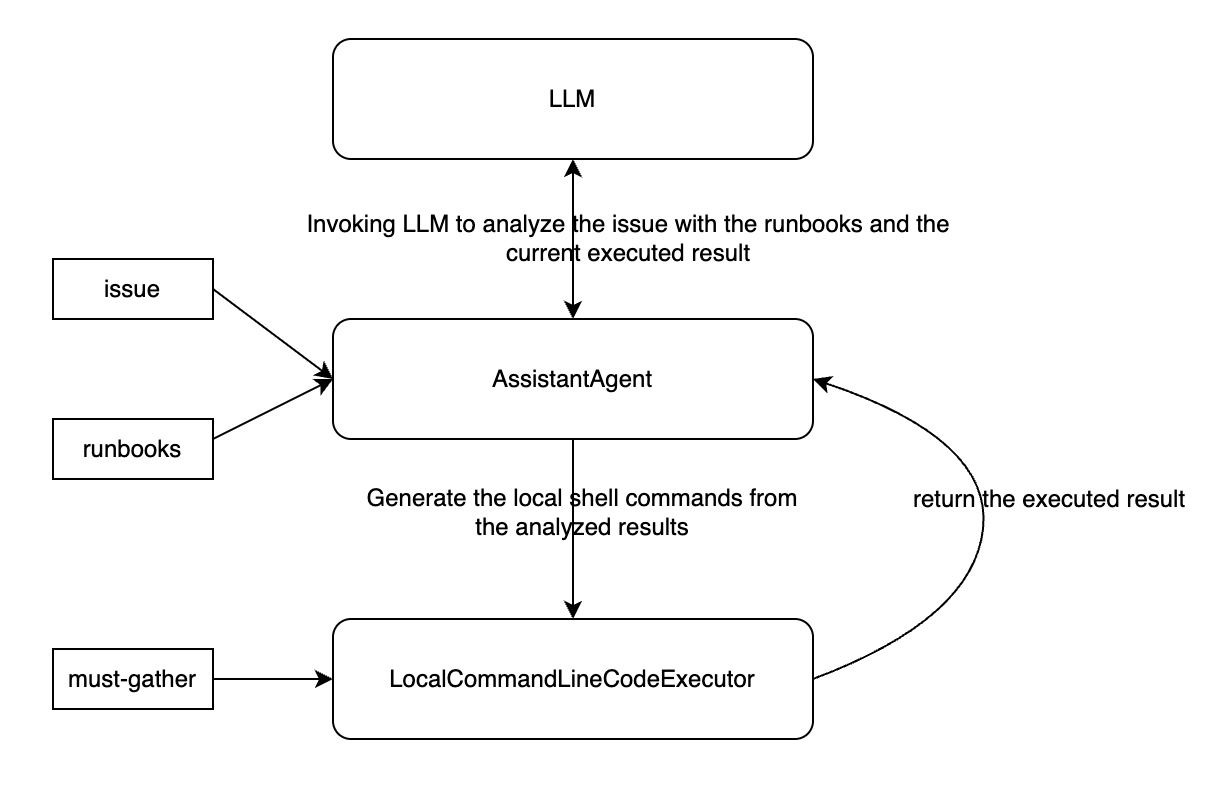 LLM
Invoking LLM to analyze the issue with the runbooks and the
current executed result
issue
AssistantAgent
runbooks
Generate the local shell commands from
the analyzed results
return the executed result
must-gather
LocalCommandLineCodeExecutor